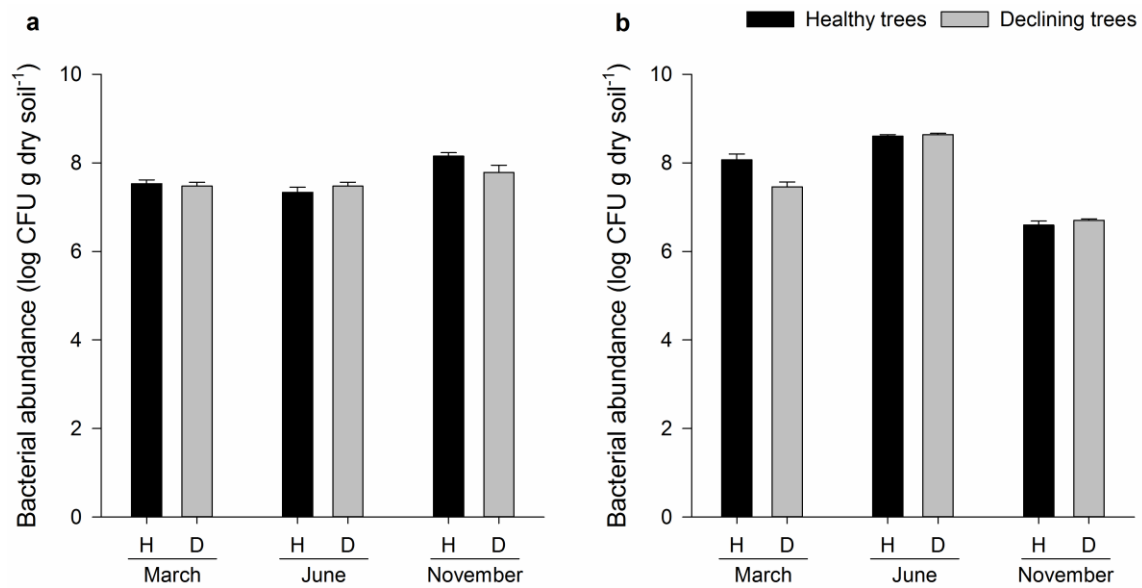 a
b
Healthy trees Declining trees
Bacterial abundance (log CFU g dry soil⁻¹)
10
8
6
4
2
0
H D H D H D
March June November
Bacterial abundance (log CFU g dry soil⁻¹)
10
8
6
4
2
0
H D H D H D
March June November